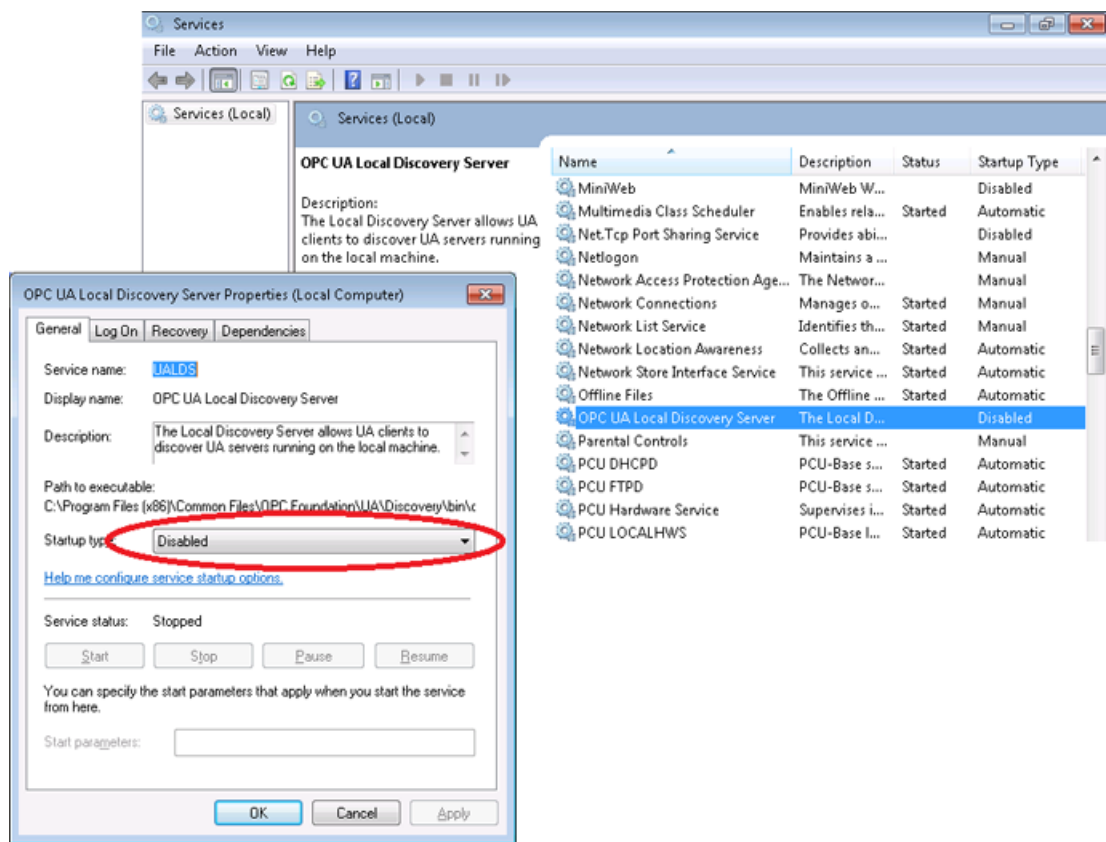 Services
File Action View Help
Services (Local)
Services (Local)
OPC UA Local Discovery Server
Description:
The Local Discovery Server allows UA
clients to discover UA servers running
on the local machine.
Name Description Status Startup Type
MiniWeb MiniWeb W... Disabled
Multimedia Class Scheduler Enables rela... Started Automatic
Net.Tcp Port Sharing Service Provides abi... Disabled
Netlogon Maintains a ... Manual
Network Access Protection Age... The Networ... Manual
Network Connections Manages o... Started Manual
Network List Service Identifies th... Started Manual
Network Location Awareness Collects an... Started Automatic
Network Store Interface Service This service ... Started Automatic
Offline Files The Offline ... Started Automatic
OPC UA Local Discovery Server The Local D... Disabled
Parental Controls This service ... Manual
PCU DHCPD PCU-Base s... Started Automatic
PCU FTPD PCU-Base s... Started Automatic
PCU Hardware Service Supervises i... Started Automatic
PCU LOCALHWS PCU-Base l... Started Automatic
OPC UA Local Discovery Server Properties (Local Computer)
General Log On Recovery Dependencies
Service name: UALDS
Display name: OPC UA Local Discovery Server
Description: The Local Discovery Server allows UA clients to
discover UA servers running on the local machine.
Path to executable:
C:\Program Files (x86)\Common Files\OPC Foundation\UA\Discovery\bin\c
Startup type: Disabled
Help me configure service startup options.
Service status: Stopped
Start Stop Pause Resume
You can specify the start parameters that apply when you start the service
from here.
Start parameters:
OK Cancel Apply